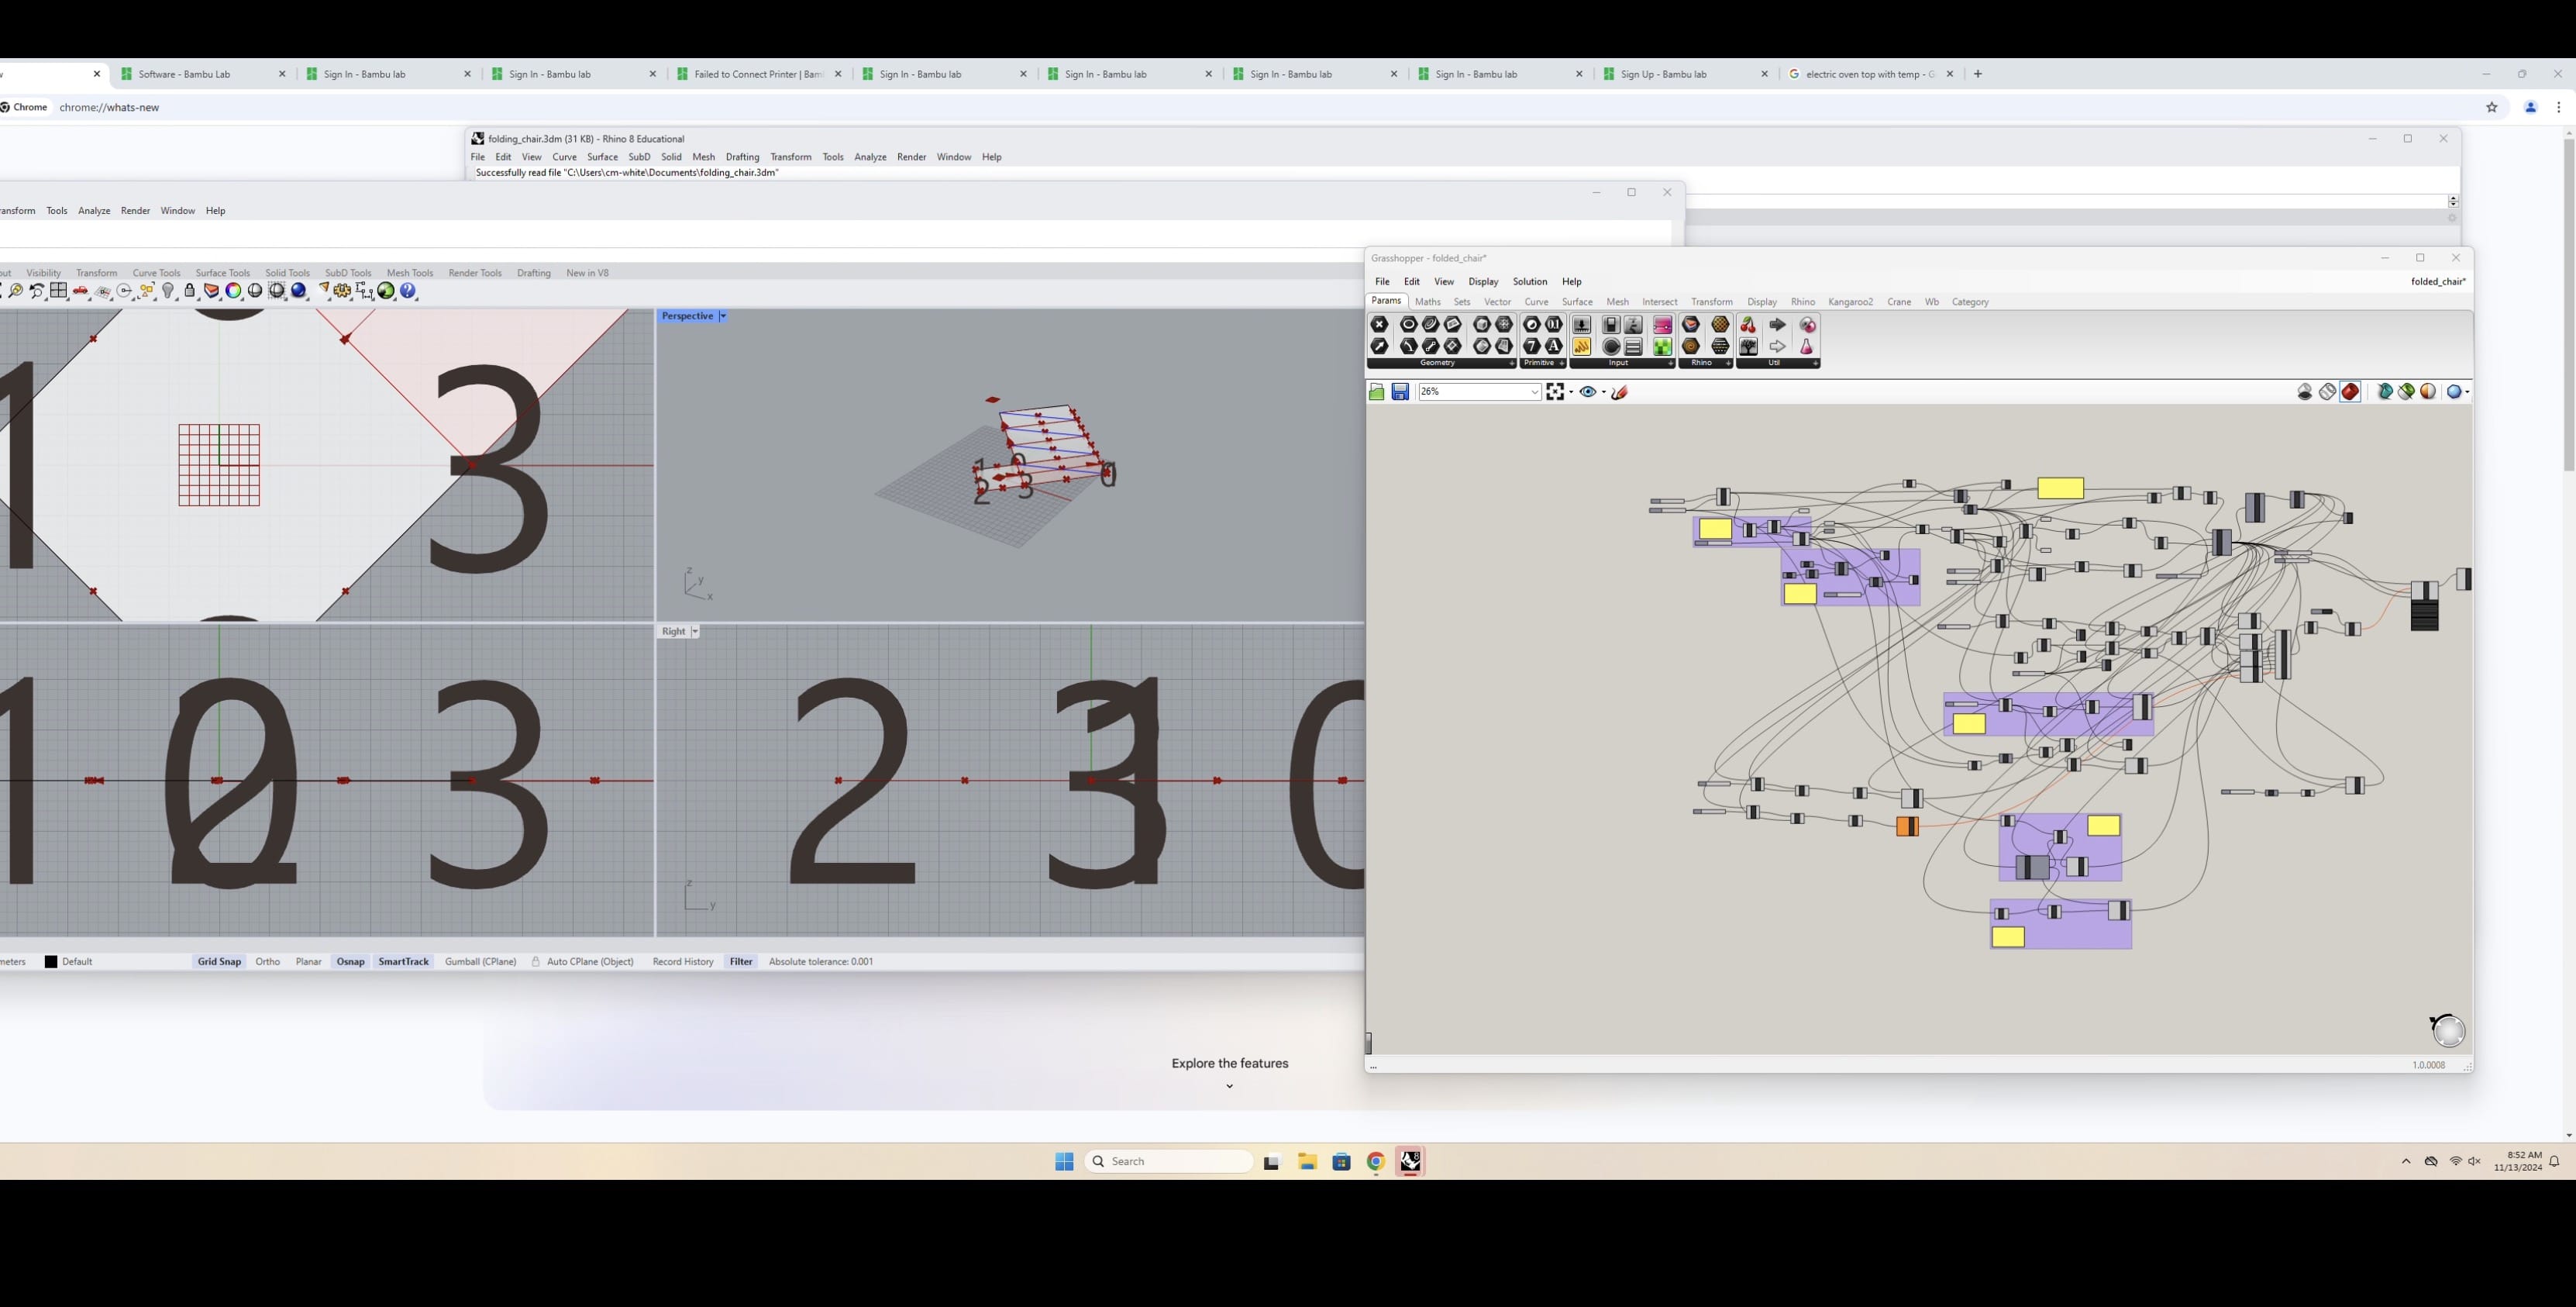 Software - Bambu Lab
Sign In - Bambu lab
Sign In - Bambu lab
Failed to Connect Printer | Bam
Sign In - Bambu lab
Sign In - Bambu lab
Sign In - Bambu lab
Sign In - Bambu lab
Sign Up - Bambu lab
electric oven top with temp - G
Chrome chrome://whats-new
folding_chair.3dm (31 KB) - Rhino 8 Educational
File Edit View Curve Surface SubD Solid Mesh Drafting Transform Tools Analyze Render Window Help
Successfully read file "C:\Users\cm-white\Documents\folding_chair.3dm"
ansform Tools Analyze Render Window Help
out Visibility Transform Curve Tools Surface Tools Solid Tools SubD Tools Mesh Tools Render Tools Drafting New in V8
1
3
Perspective
1 0
2 3
0
z
y
x
1 0 2 3
Right
2 3 1 0
z
y
meters Default Grid Snap Ortho Planar Osnap SmartTrack Gumball (CPlane) Auto CPlane (Object) Record History Filter Absolute tolerance: 0.001
Grasshopper - folded_chair*
File Edit View Display Solution Help folded_chair*
Params Maths Sets Vector Curve Surface Mesh Intersect Transform Display Rhino Kangaroo2 Crane Wb Category
Geometry Primitive Input Rhino Util
26%
...
1.0.0008
Explore the features
Search
8:52 AM
11/13/2024